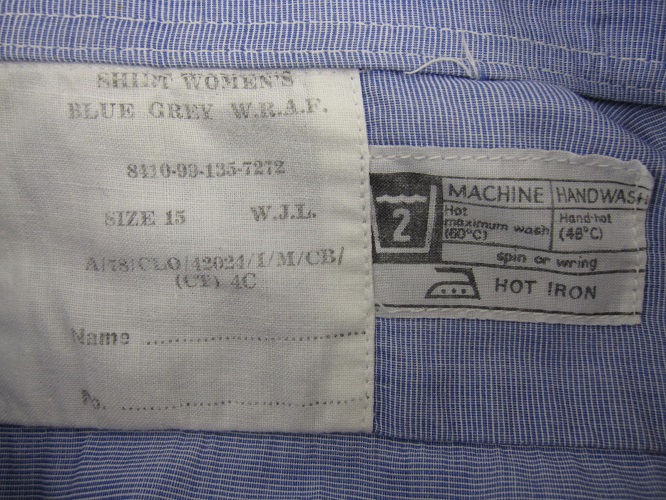 SHIRT WOMEN'S
BLUE GREY W.R.A.F.
8410-99-135-7272
SIZE 15 W.J.L.
A/78/CLO/42024/I/M/CB/
(CT) 4C
Name
No.
2
MACHINE
Hot
maximum wash
(60°C)
HANDWASH
Hand-hot
(48°C)
spin or wring
HOT IRON